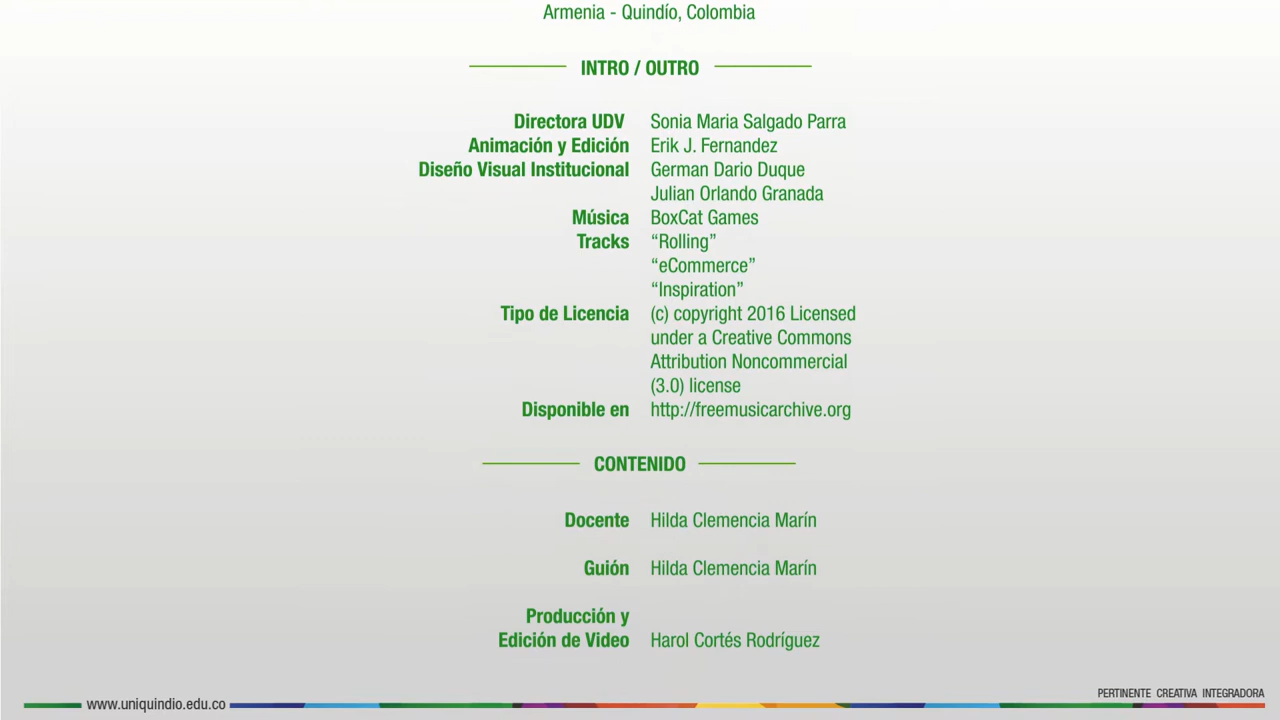 Armenia - Quindío, Colombia
INTRO / OUTRO
Directora UDV Sonia Maria Salgado Parra
Animación y Edición Erik J. Fernandez
Diseño Visual Institucional German Dario Duque
Julian Orlando Granada
Música BoxCat Games
Tracks “Rolling”
“eCommerce”
“Inspiration”
Tipo de Licencia (c) copyright 2016 Licensed
under a Creative Commons
Attribution Noncommercial
(3.0) license
Disponible en http://freemusicarchive.org
CONTENIDO
Docente Hilda Clemencia Marín
Guión Hilda Clemencia Marín
Producción y
Edición de Video Harol Cortés Rodríguez
PERTINENTE CREATIVA INTEGRADORA
www.uniquindio.edu.co